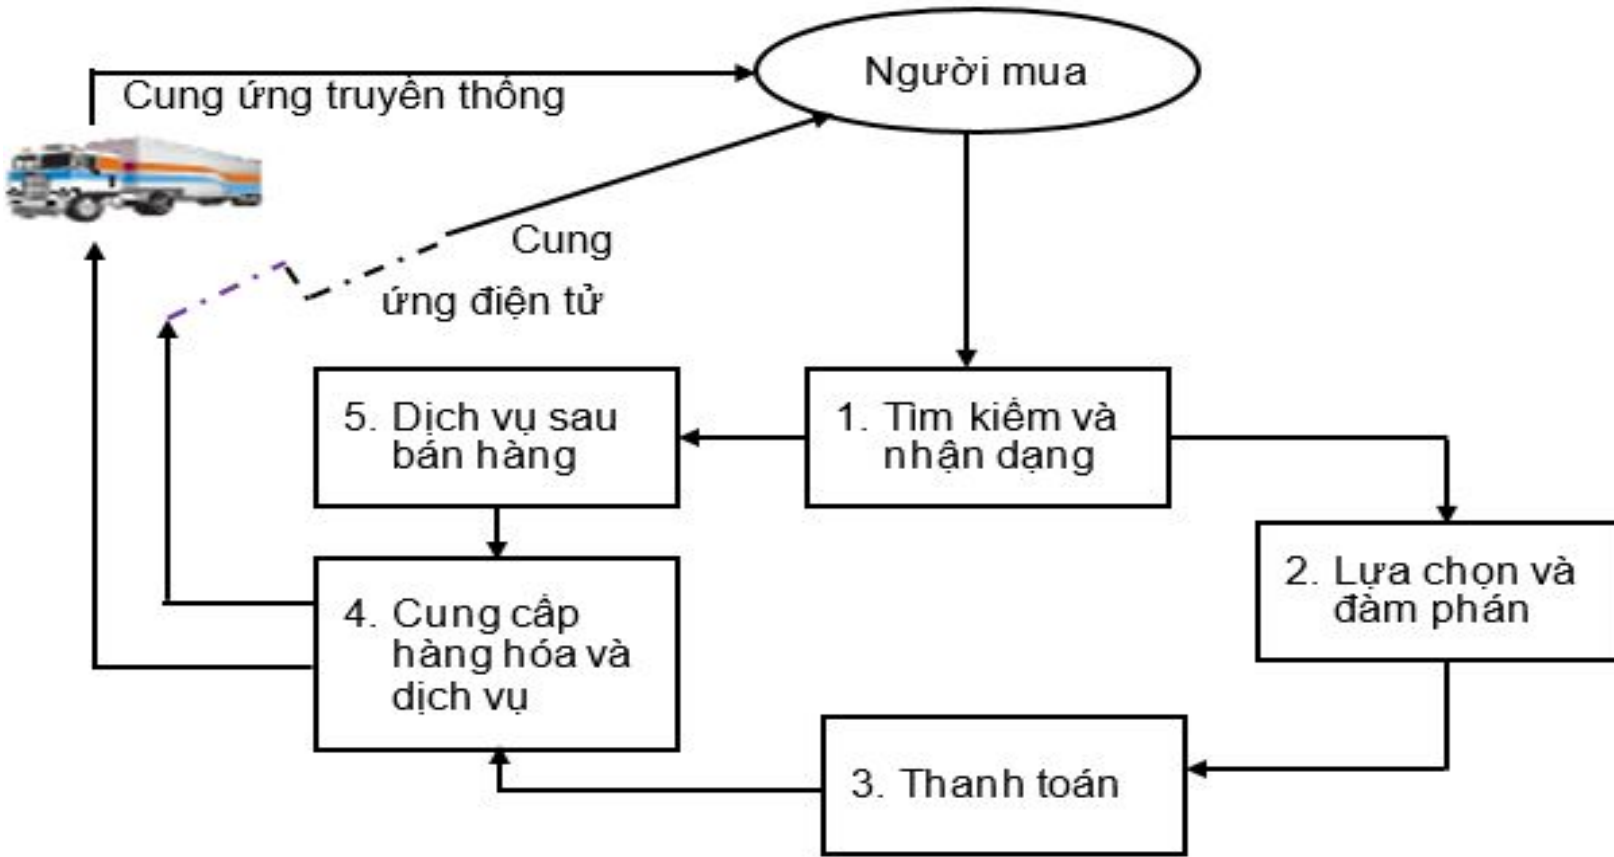 Người mua
Cung ứng truyền thống
Cung
ứng điện tử
5. Dịch vụ sau
bán hàng
1. Tìm kiếm và
nhận dạng
2. Lựa chọn và
đàm phán
4. Cung cấp
hàng hóa và
dịch vụ
3. Thanh toán